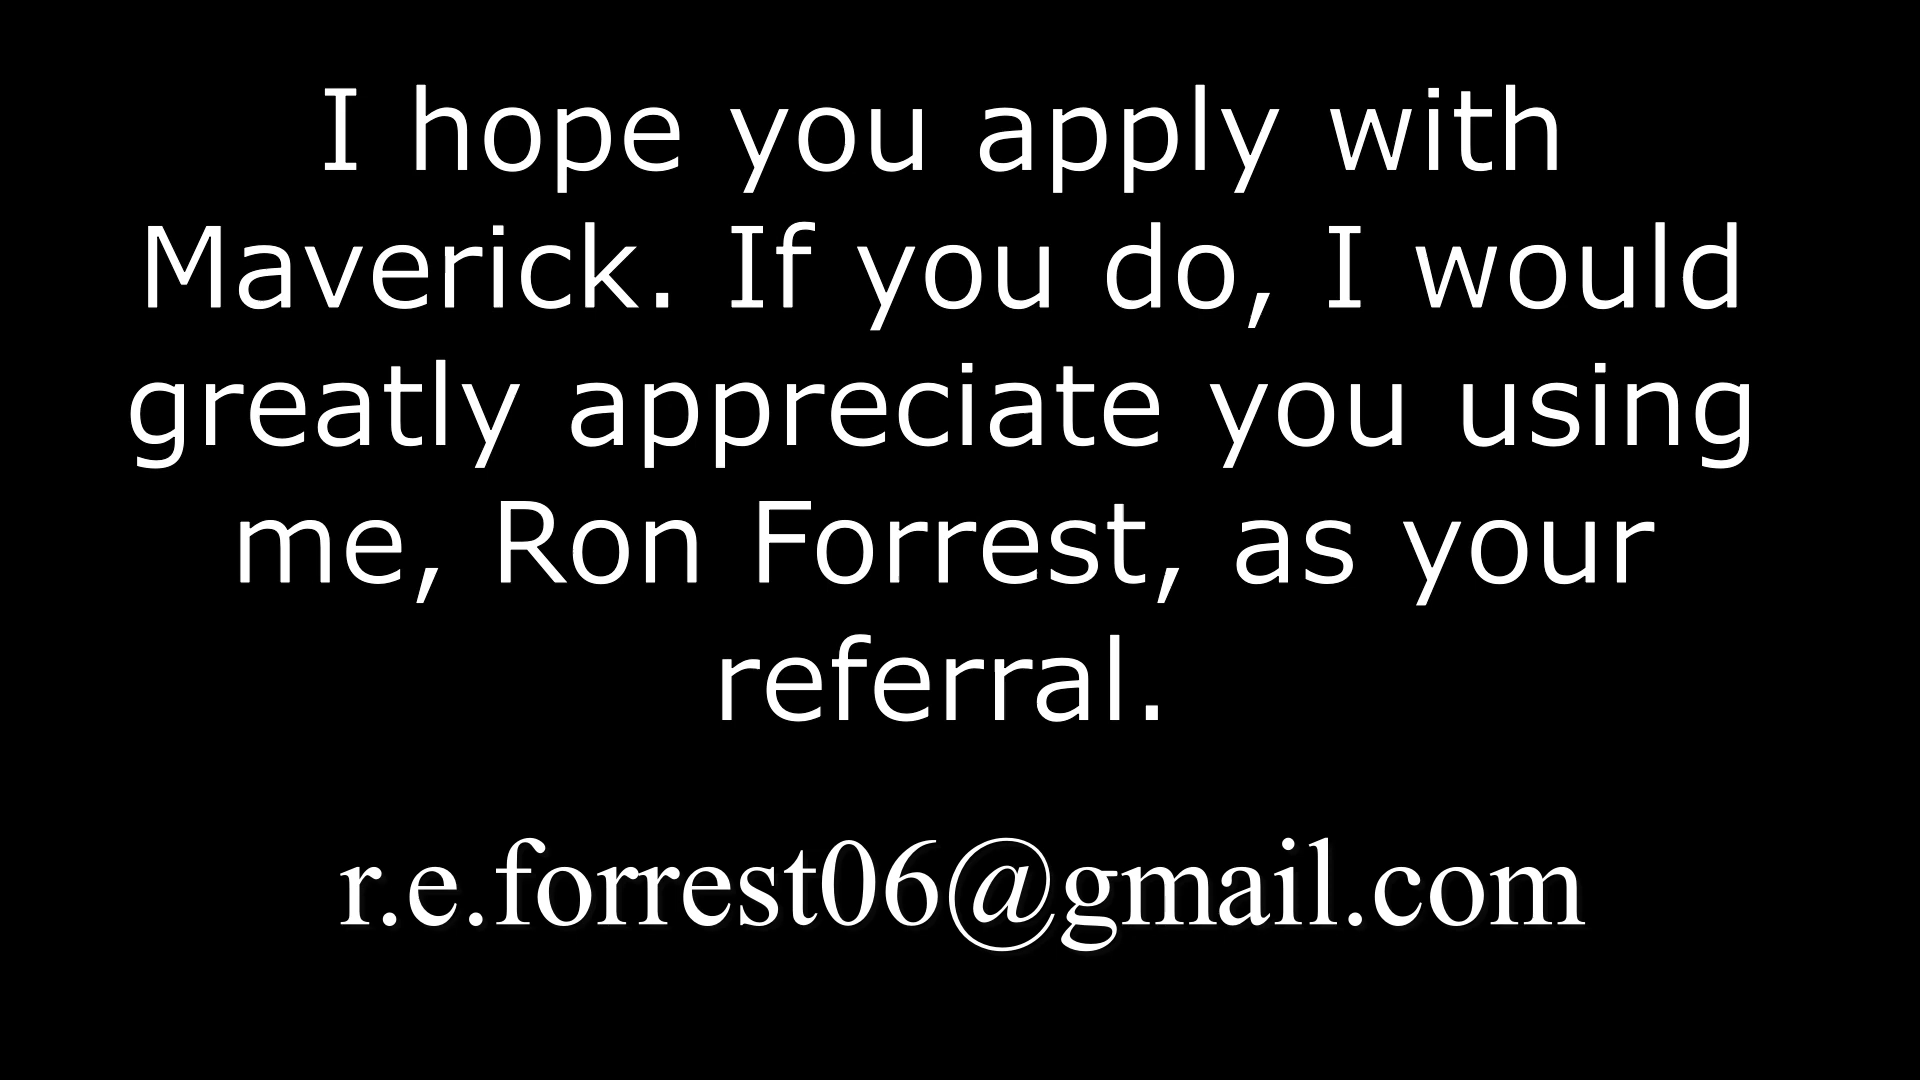 I hope you apply with
Maverick. If you do, I would
greatly appreciate you using
me, Ron Forrest, as your
referral.
r.e.forrest06@gmail.com